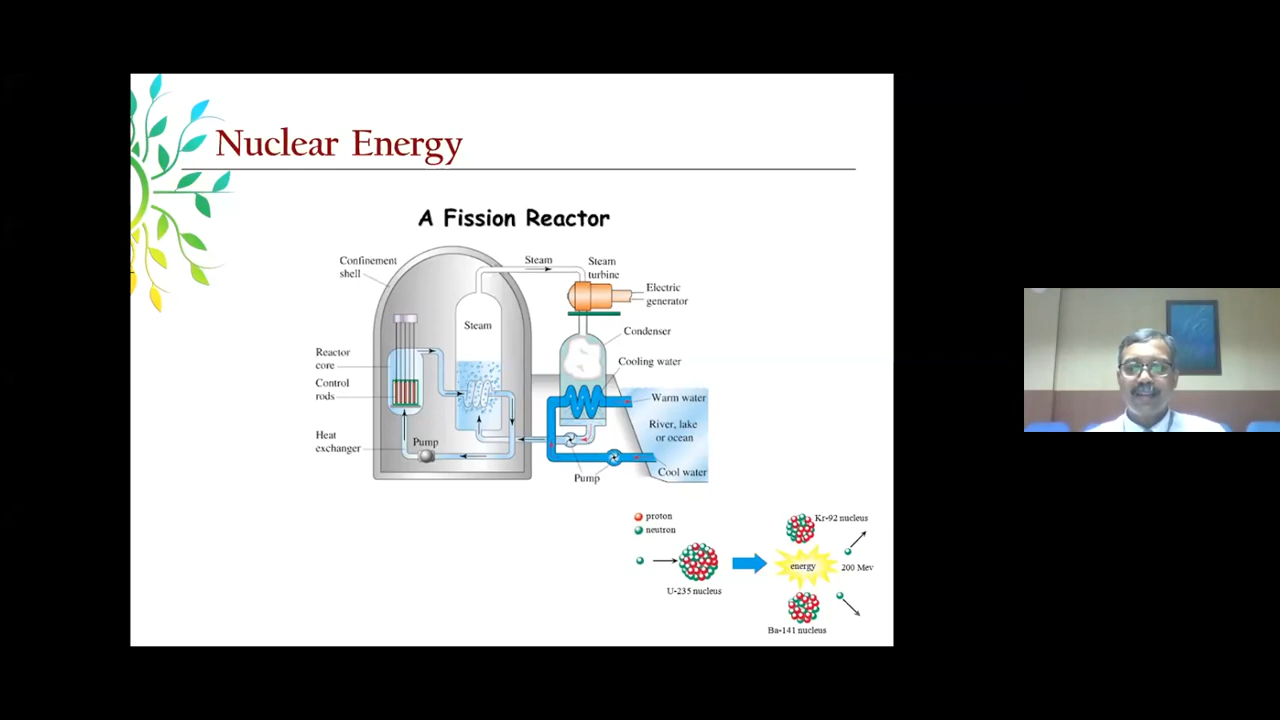 Nuclear Energy
A Fission Reactor
Confinement
shell
Steam
Steam
turbine
Electric
generator
Steam
Condenser
Reactor
core
Cooling water
Control
rods
Warm water
River, lake
or ocean
Heat
exchanger
Pump
Cool water
Pump
proton
neutron
Kr-92 nucleus
energy
200 Mev
U-235 nucleus
Ba-141 nucleus